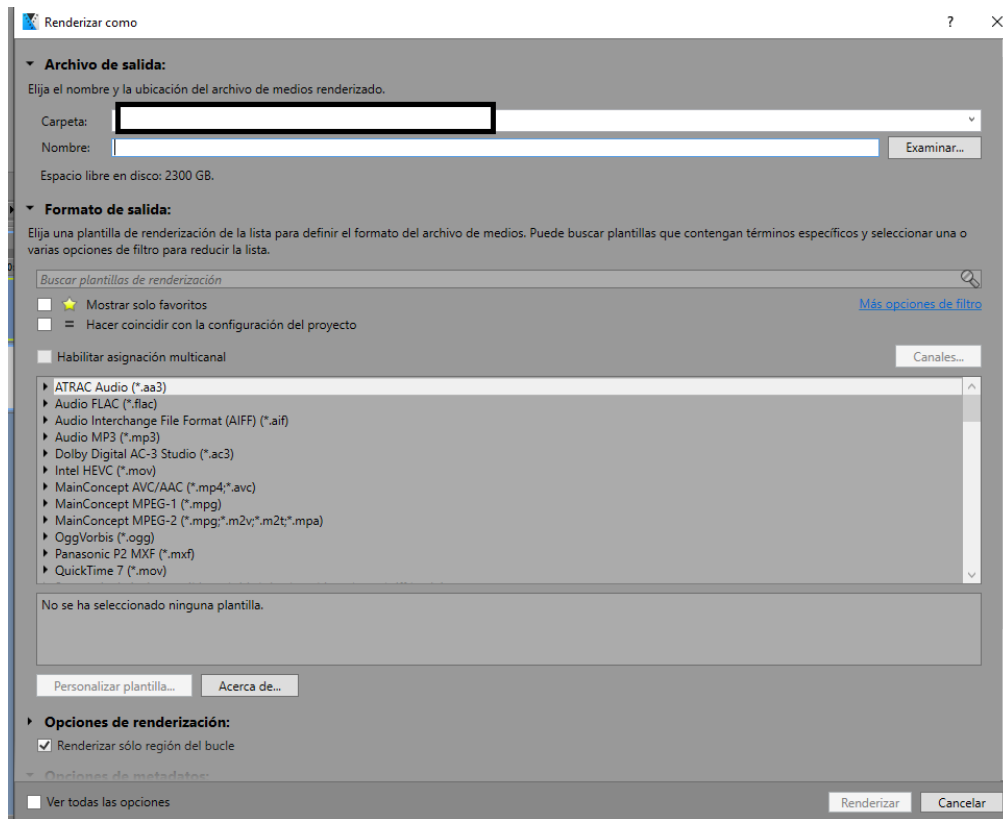 Renderizar como
Archivo de salida:
Elija el nombre y la ubicación del archivo de medios renderizado.
Carpeta:
Nombre:
Examinar...
Espacio libre en disco: 2300 GB.
Formato de salida:
Elija una plantilla de renderización de la lista para definir el formato del archivo de medios. Puede buscar plantillas que contengan términos específicos y seleccionar una o
varias opciones de filtro para reducir la lista.
Buscar plantillas de renderización
Mostrar solo favoritos
Más opciones de filtro
= Hacer coincidir con la configuración del proyecto
Habilitar asignación multicanal
Canales...
ATRAC Audio (*.aa3)
Audio FLAC (*.flac)
Audio Interchange File Format (AIFF) (*.aif)
Audio MP3 (*.mp3)
Dolby Digital AC-3 Studio (*.ac3)
Intel HEVC (*.mov)
MainConcept AVC/AAC (*.mp4;*.avc)
MainConcept MPEG-1 (*.mpg)
MainConcept MPEG-2 (*.mpg;*.m2v;*.m2t;*.mpa)
OggVorbis (*.ogg)
Panasonic P2 MXF (*.mxf)
QuickTime 7 (*.mov)
No se ha seleccionado ninguna plantilla.
Personalizar plantilla...
Acerca de...
Opciones de renderización:
Renderizar sólo región del bucle
Opciones de metadatos:
Ver todas las opciones
Renderizar
Cancelar